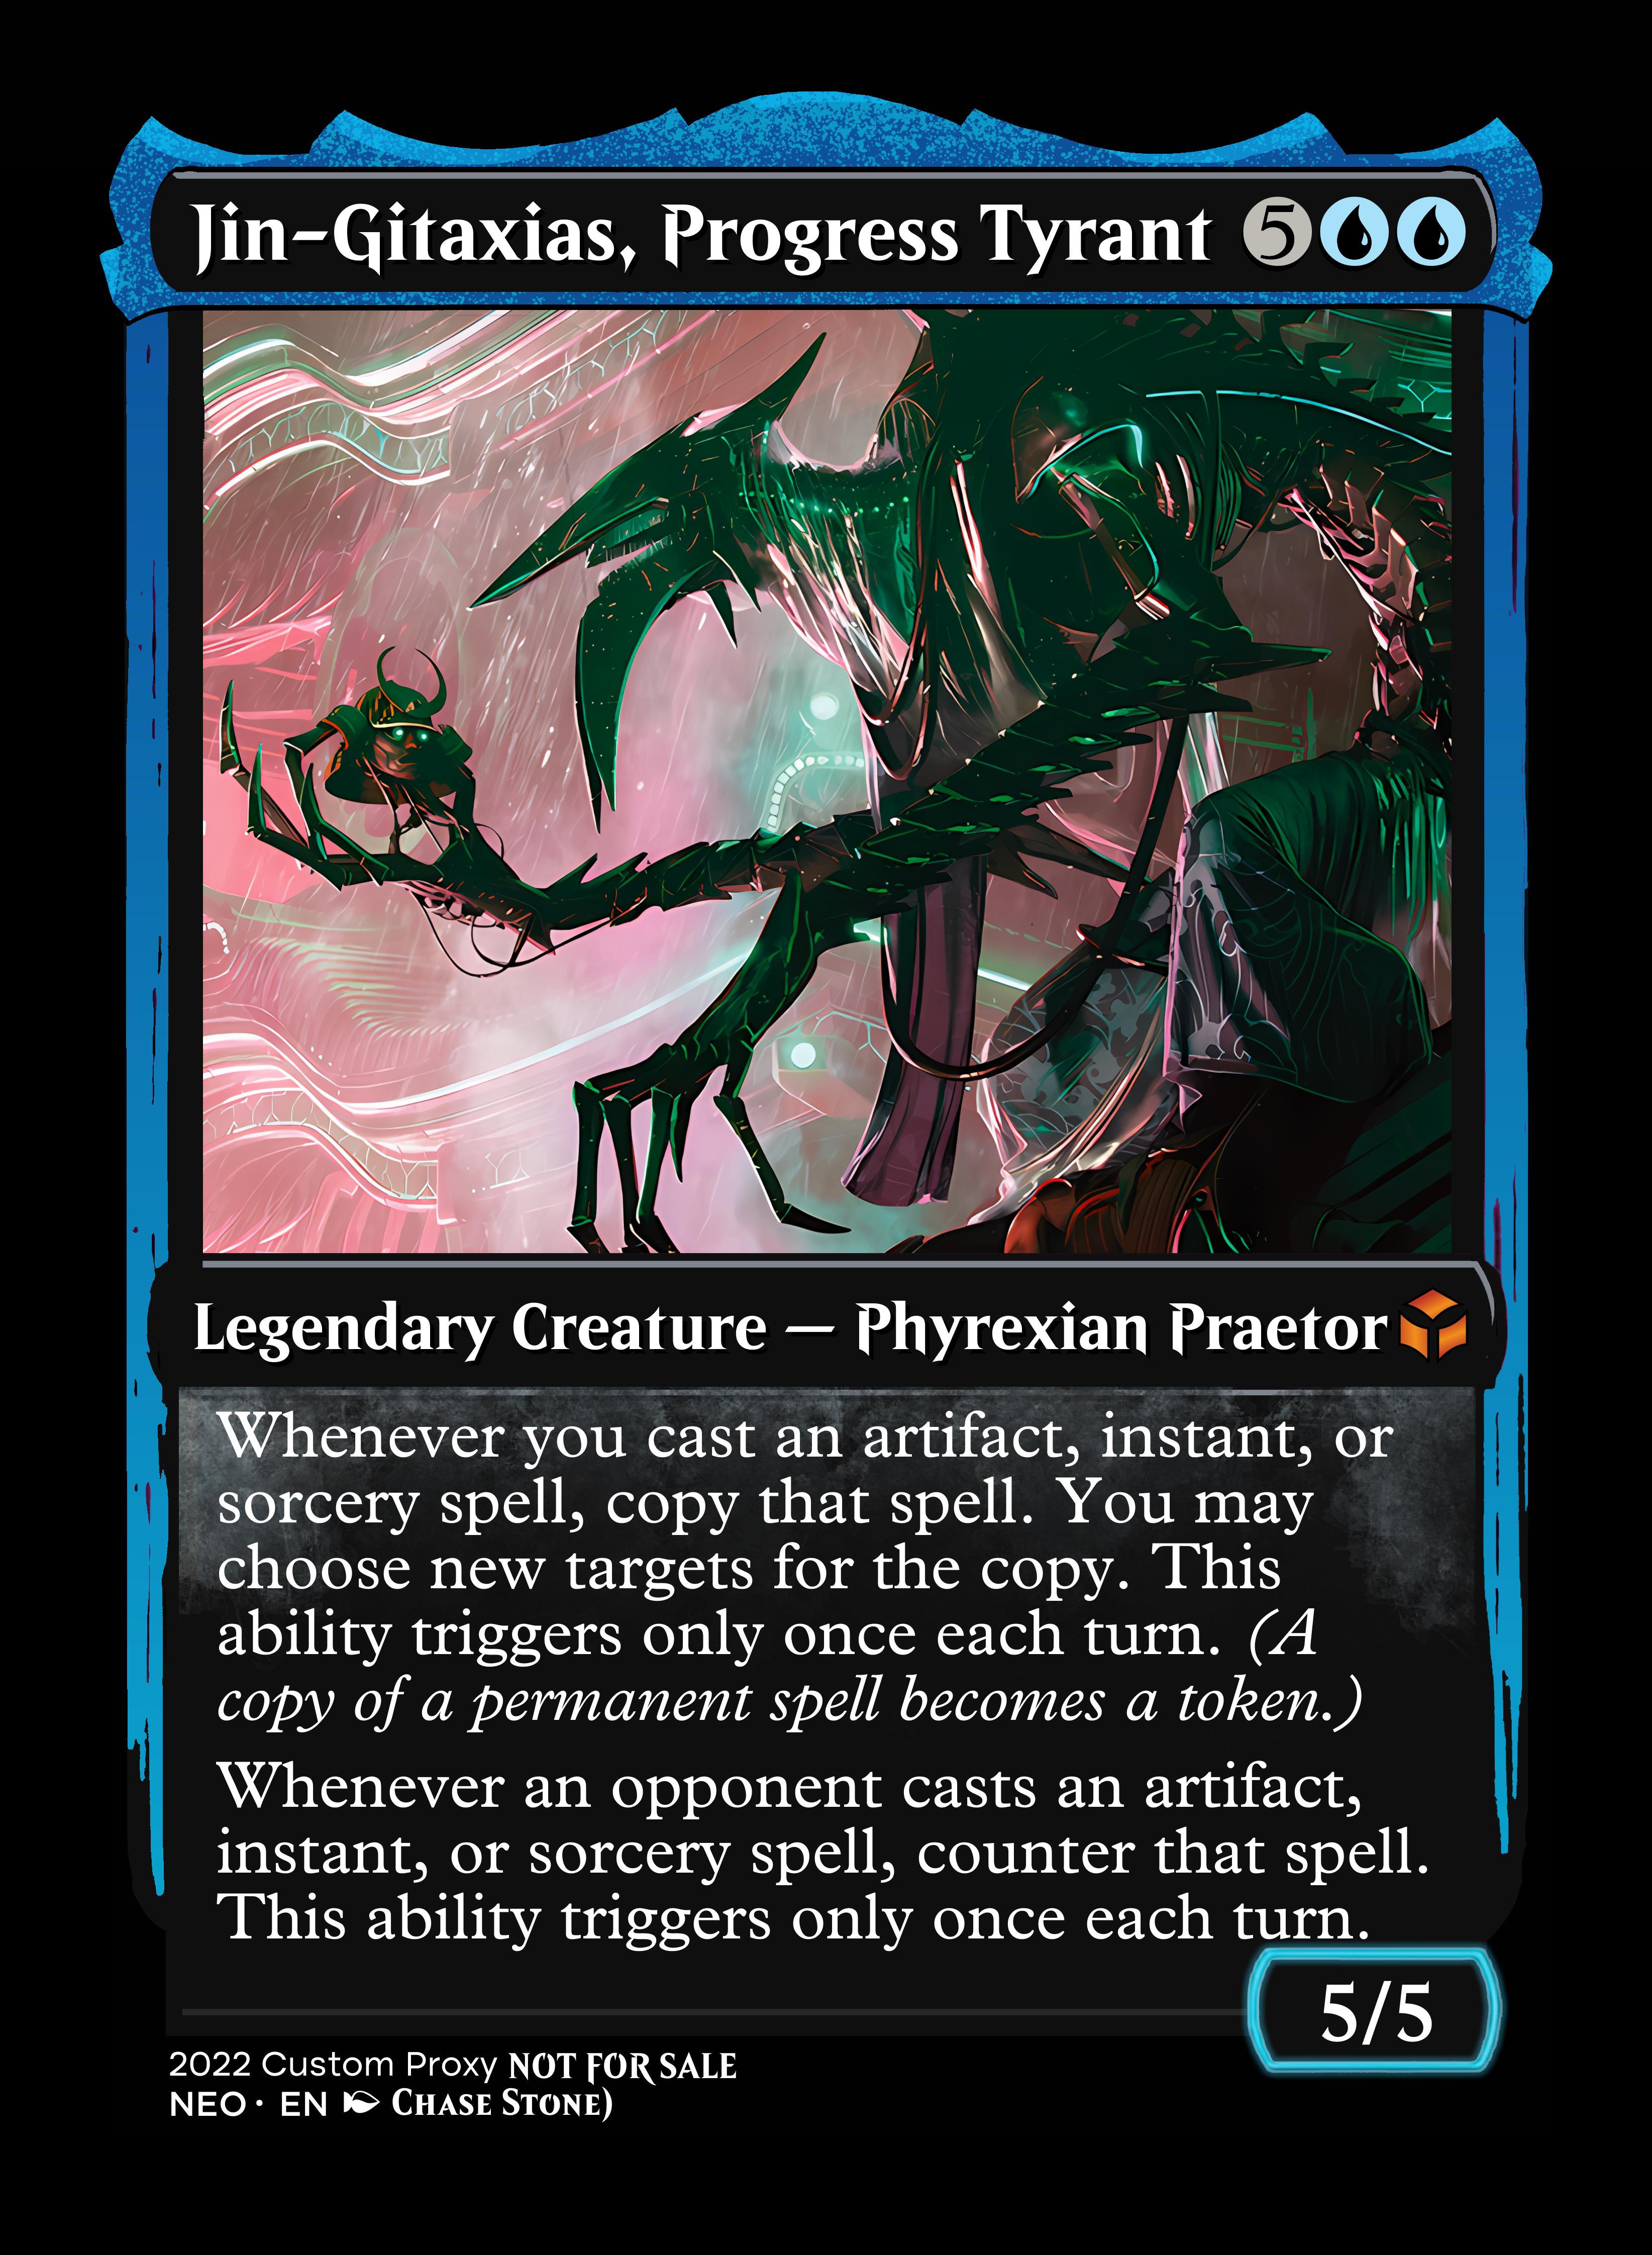 Jin-Gitaxias, Progress Tyrant 5
Legendary Creature — Phyrexian Praetor
Whenever you cast an artifact, instant, or
sorcery spell, copy that spell. You may
choose new targets for the copy. This
ability triggers only once each turn. (A
copy of a permanent spell becomes a token.)
Whenever an opponent casts an artifact,
instant, or sorcery spell, counter that spell.
This ability triggers only once each turn.
5/5
2022 Custom Proxy NOT FOR SALE
NEO · EN CHASE STONE)